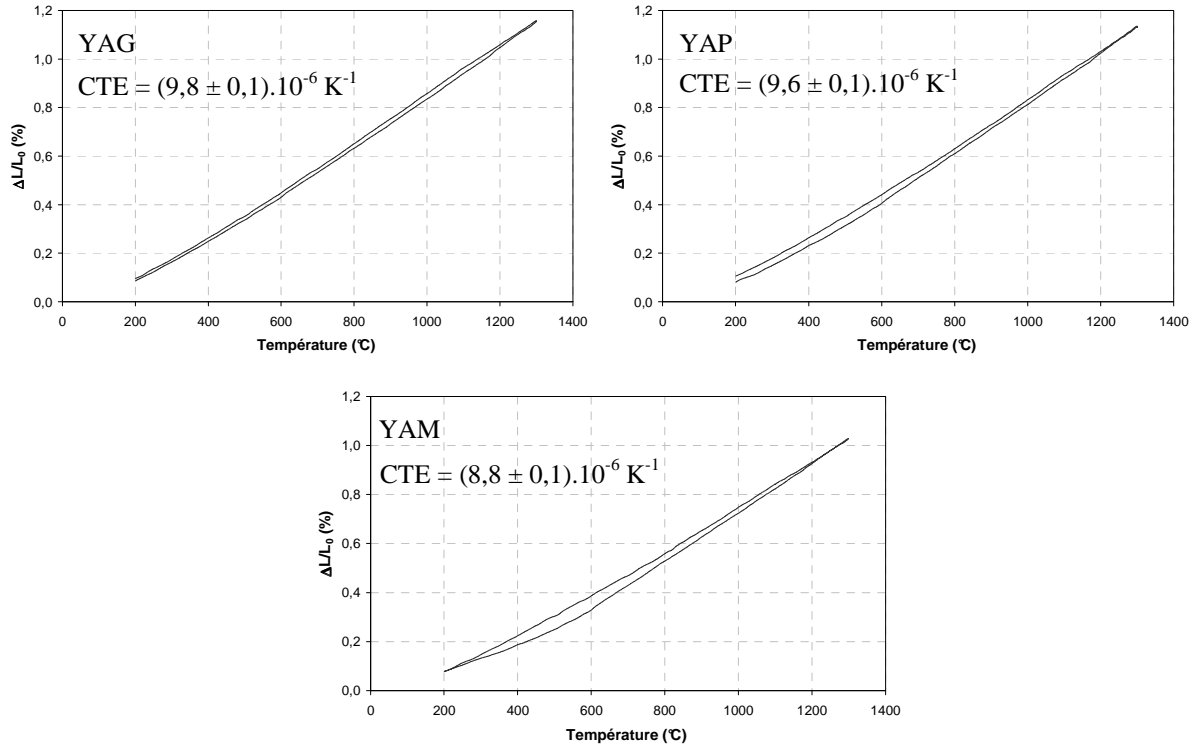 YAG
CTE = (9,8 ± 0,1).10⁻⁶ K⁻¹
ΔL/L₀ (%)
1,2
1,0
0,8
0,6
0,4
0,2
0,0
0 200 400 600 800 1000 1200 1400
Température (°C)
YAP
CTE = (9,6 ± 0,1).10⁻⁶ K⁻¹
ΔL/L₀ (%)
1,2
1,0
0,8
0,6
0,4
0,2
0,0
0 200 400 600 800 1000 1200 1400
Température (°C)
YAM
CTE = (8,8 ± 0,1).10⁻⁶ K⁻¹
ΔL/L₀ (%)
1,2
1,0
0,8
0,6
0,4
0,2
0,0
0 200 400 600 800 1000 1200 1400
Température (°C)